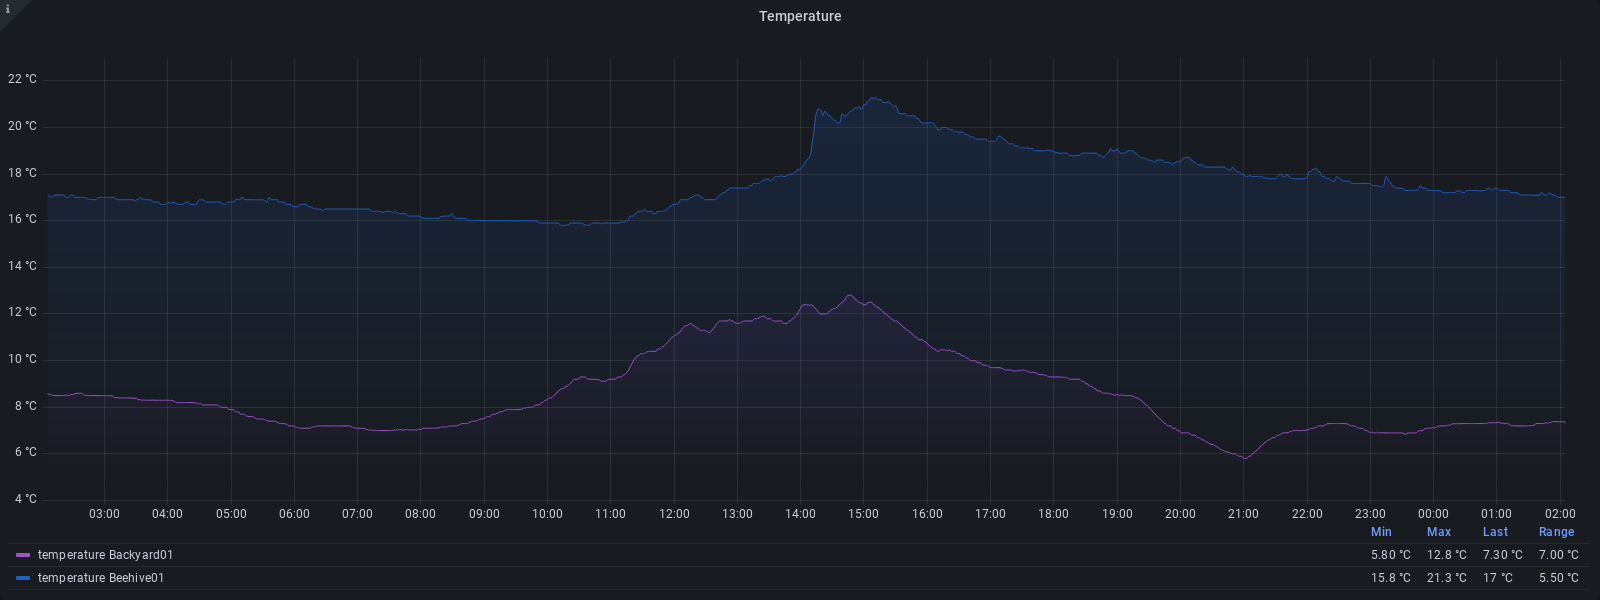 i
Temperature
22 °C
20 °C
18 °C
16 °C
14 °C
12 °C
10 °C
8 °C
6 °C
4 °C
03:00 04:00 05:00 06:00 07:00 08:00 09:00 10:00 11:00 12:00 13:00 14:00 15:00 16:00 17:00 18:00 19:00 20:00 21:00 22:00 23:00 00:00 01:00 02:00
Min Max Last Range
temperature Backyard01 5.80 °C 12.8 °C 7.30 °C 7.00 °C
temperature Beehive01 15.8 °C 21.3 °C 17 °C 5.50 °C